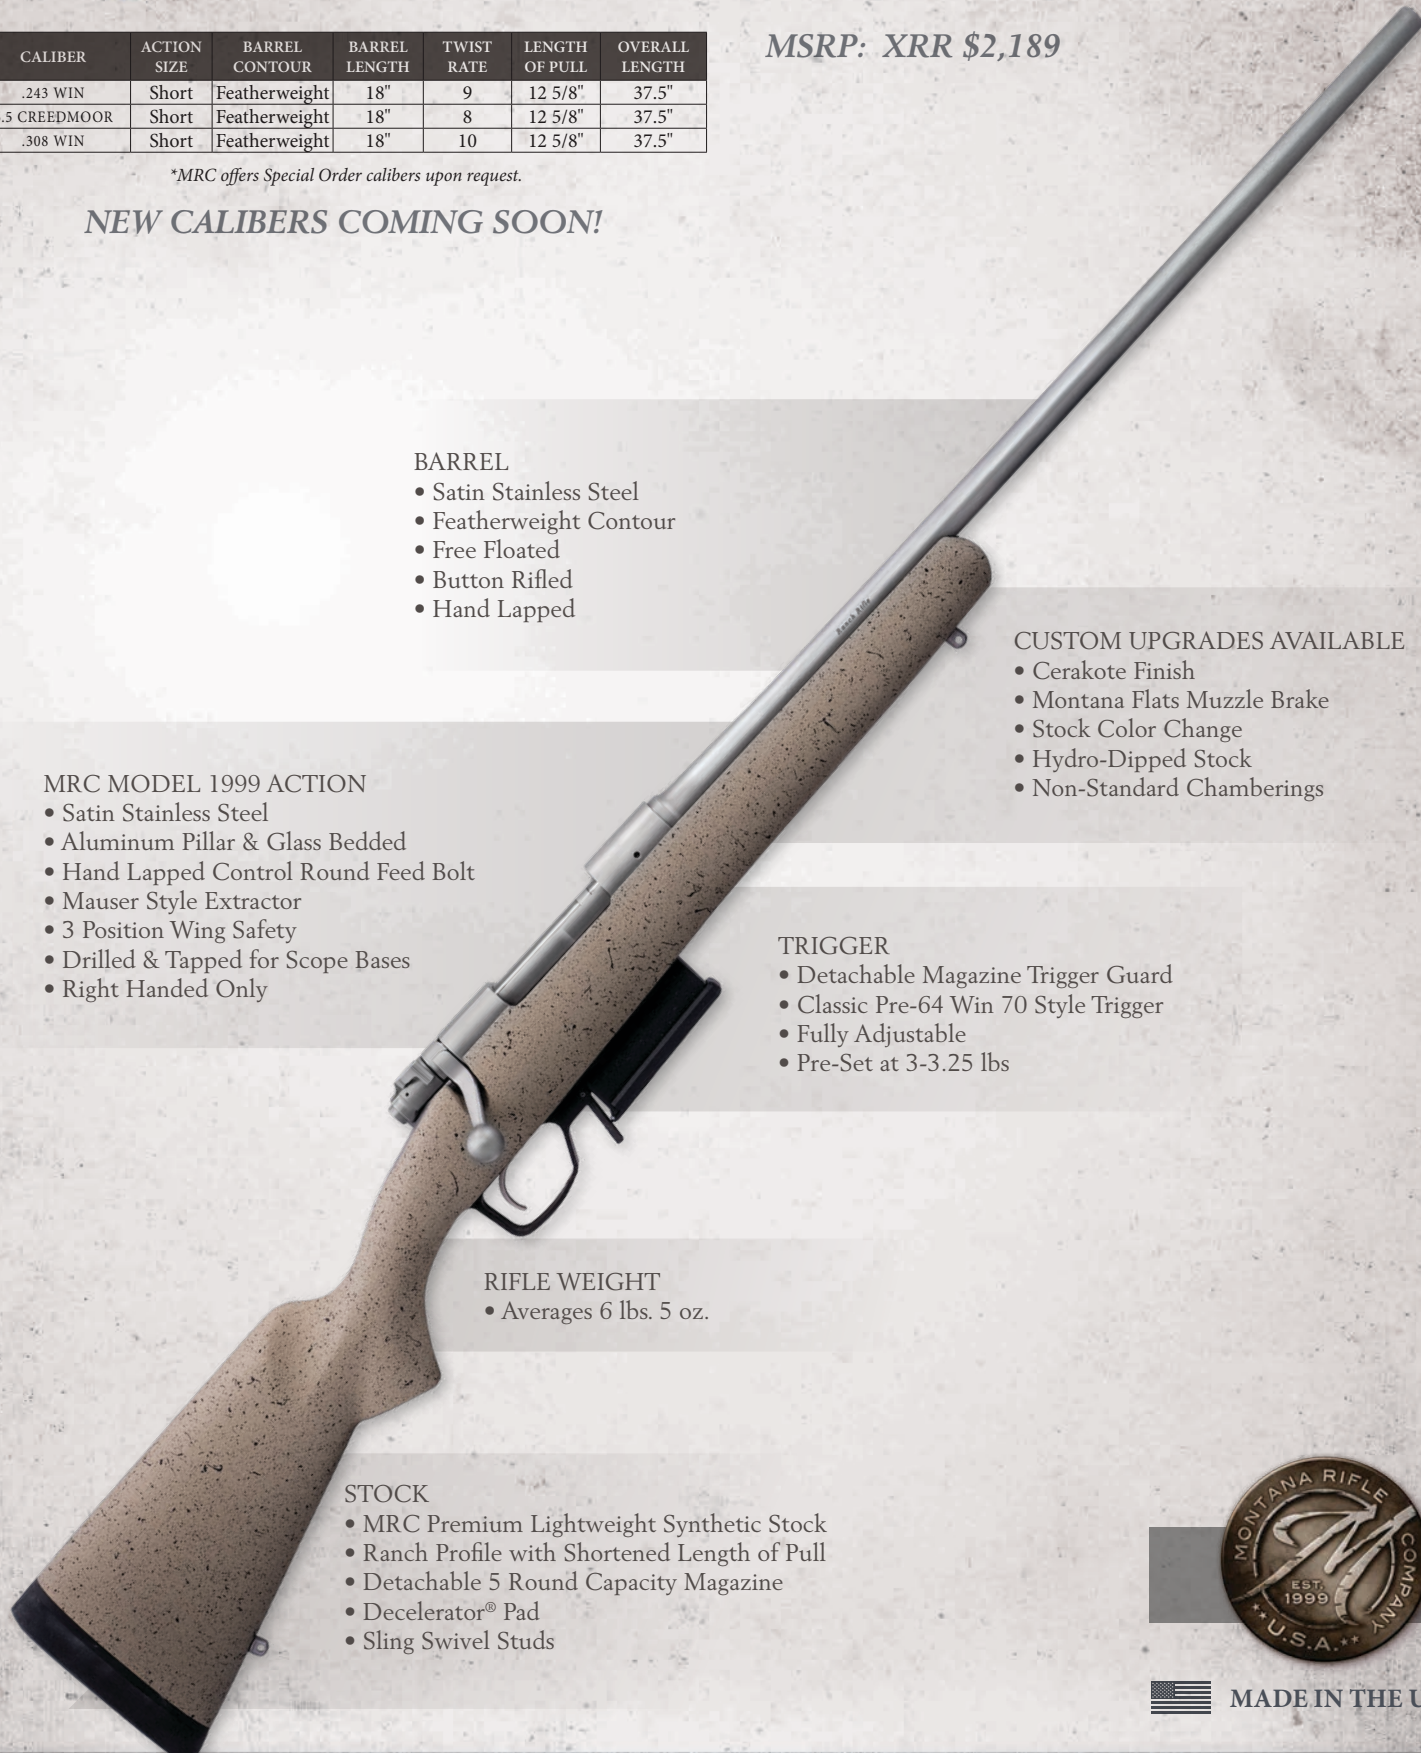 CALIBER ACTION SIZE BARREL CONTOUR BARREL LENGTH TWIST RATE LENGTH OF PULL OVERALL LENGTH
.243 WIN Short Featherweight 18" 9 12 5/8" 37.5"
.5 CREEDMOOR Short Featherweight 18" 8 12 5/8" 37.5"
.308 WIN Short Featherweight 18" 10 12 5/8" 37.5"
*MRC offers Special Order calibers upon request.
NEW CALIBERS COMING SOON!
MSRP: XRR $2,189
BARREL
• Satin Stainless Steel
• Featherweight Contour
• Free Floated
• Button Rifled
• Hand Lapped
Ranch Rifle
CUSTOM UPGRADES AVAILABLE
• Cerakote Finish
• Montana Flats Muzzle Brake
• Stock Color Change
• Hydro-Dipped Stock
• Non-Standard Chamberings
MRC MODEL 1999 ACTION
• Satin Stainless Steel
• Aluminum Pillar & Glass Bedded
• Hand Lapped Control Round Feed Bolt
• Mauser Style Extractor
• 3 Position Wing Safety
• Drilled & Tapped for Scope Bases
• Right Handed Only
TRIGGER
• Detachable Magazine Trigger Guard
• Classic Pre-64 Win 70 Style Trigger
• Fully Adjustable
• Pre-Set at 3-3.25 lbs
RIFLE WEIGHT
• Averages 6 lbs. 5 oz.
STOCK
• MRC Premium Lightweight Synthetic Stock
• Ranch Profile with Shortened Length of Pull
• Detachable 5 Round Capacity Magazine
• Decelerator® Pad
• Sling Swivel Studs
MONTANA RIFLE COMPANY
M
EST.
1999
U.S.A.
MADE IN THE U